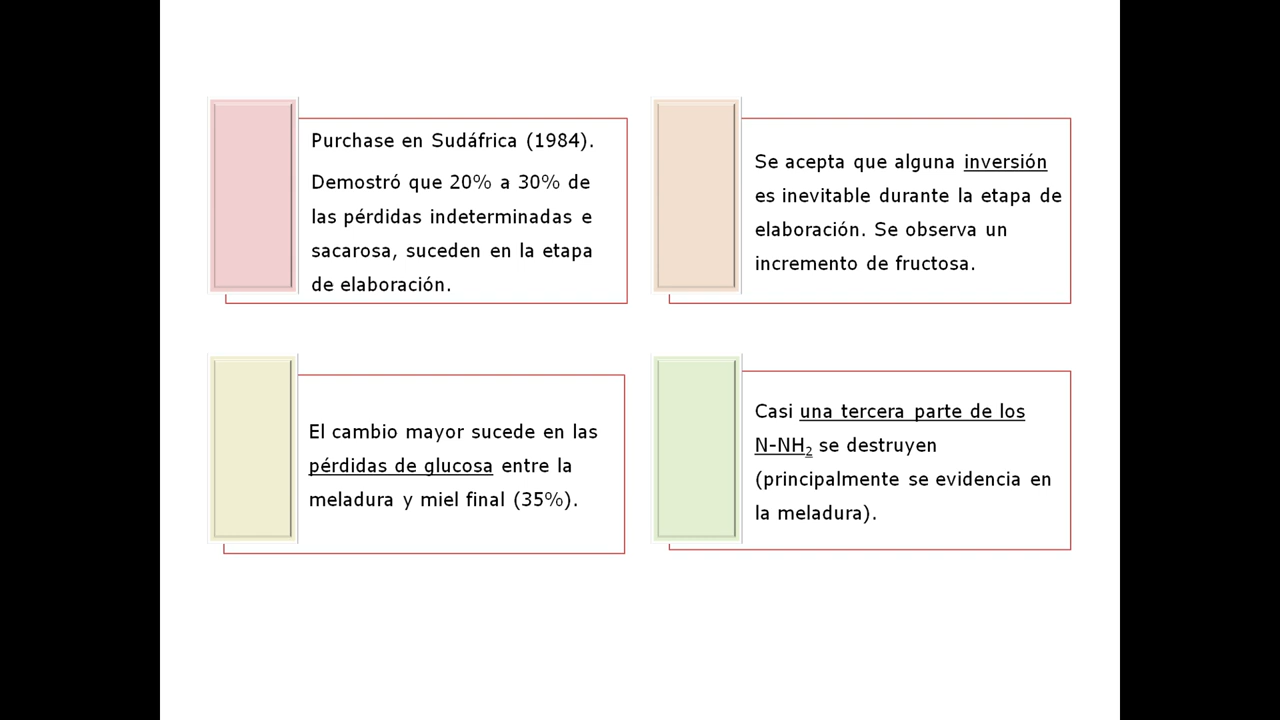 Purchase en Sudáfrica (1984).
Demostró que 20% a 30% de
las pérdidas indeterminadas e
sacarosa, suceden en la etapa
de elaboración.
Se acepta que alguna inversión
es inevitable durante la etapa de
elaboración. Se observa un
incremento de fructosa.
El cambio mayor sucede en las
pérdidas de glucosa entre la
meladura y miel final (35%).
Casi una tercera parte de los
N-NH₂ se destruyen
(principalmente se evidencia en
la meladura).